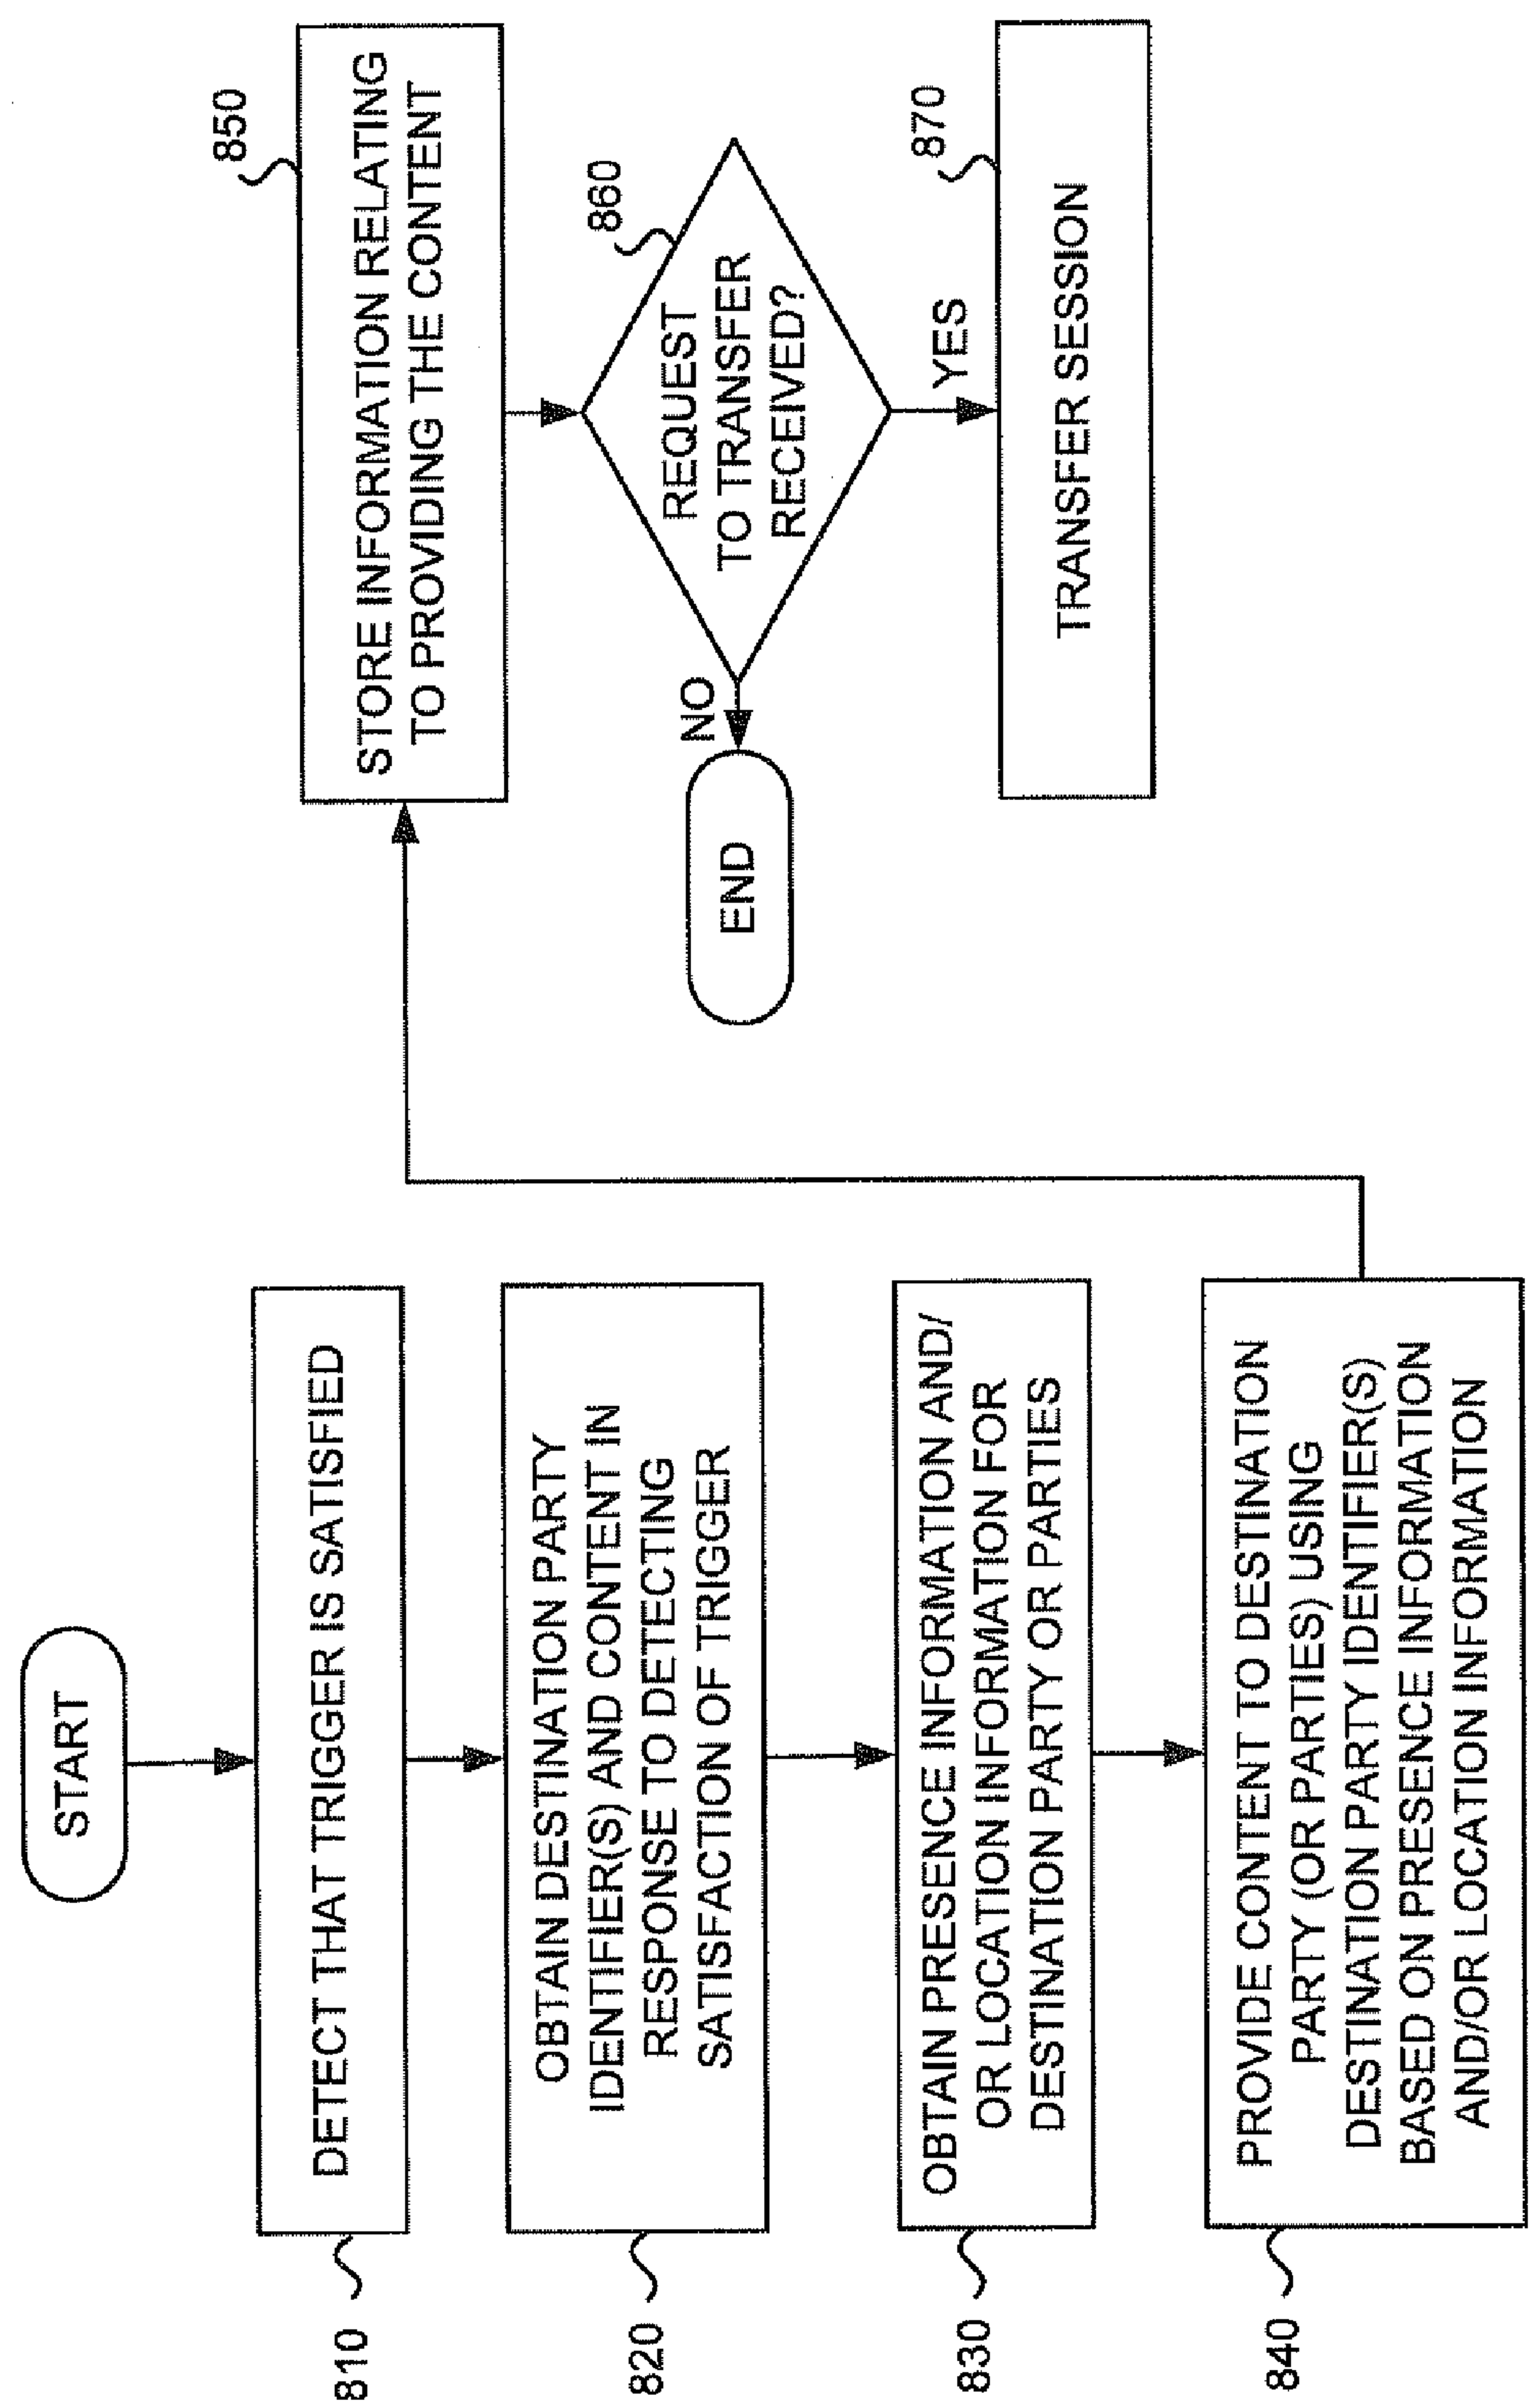 START
DETECT THAT TRIGGER IS SATISFIED
810
OBTAIN DESTINATION PARTY
IDENTIFIER(S) AND CONTENT IN
RESPONSE TO DETECTING
SATISFACTION OF TRIGGER
820
OBTAIN PRESENCE INFORMATION AND/
OR LOCATION INFORMATION FOR
DESTINATION PARTY OR PARTIES
830
PROVIDE CONTENT TO DESTINATION
PARTY (OR PARTIES) USING
DESTINATION PARTY IDENTIFIER(S)
BASED ON PRESENCE INFORMATION
AND/OR LOCATION INFORMATION
840
850
STORE INFORMATION RELATING
TO PROVIDING THE CONTENT
860
REQUEST
TO TRANSFER
RECEIVED?
NO
END
YES
870
TRANSFER SESSION